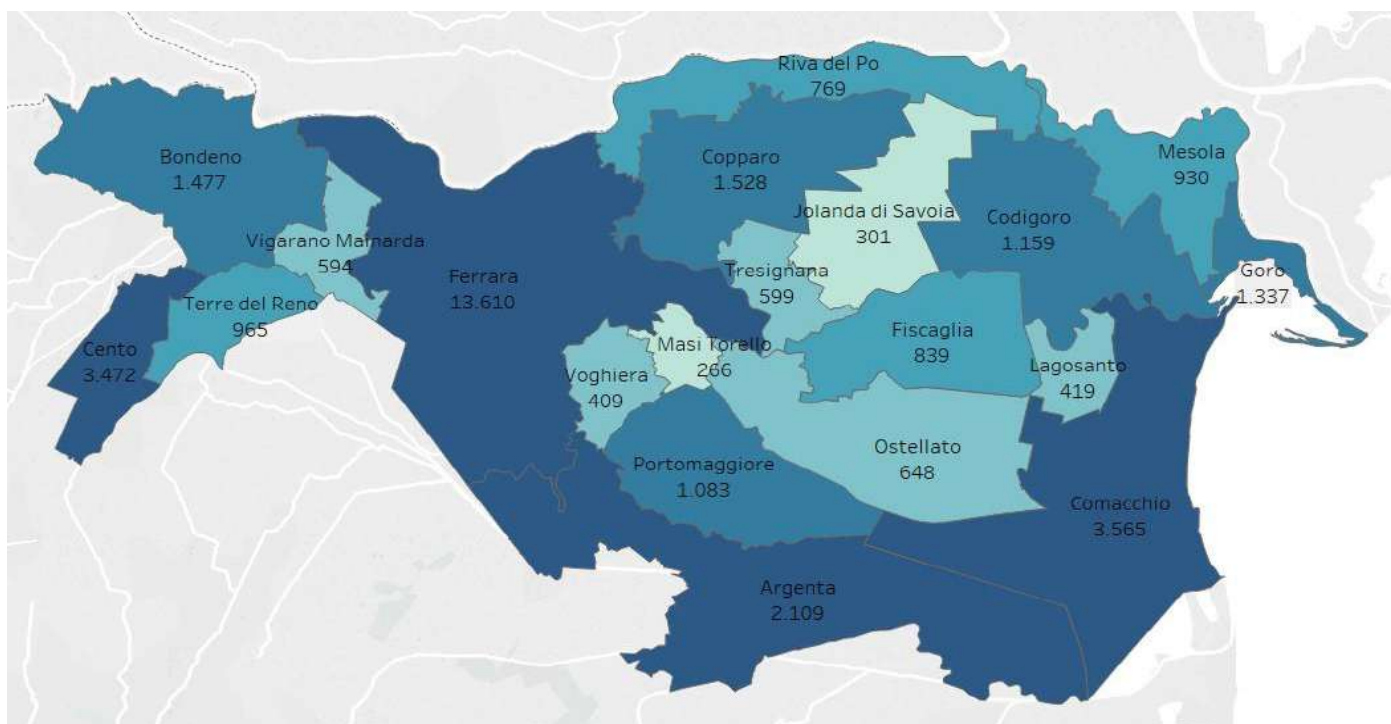 Riva del Po
769
Bondeno
1.477
Copparo
1.528
Mesola
930
Jolanda di Savoia
301
Codigoro
1.159
Vigarano Mainarda
594
Ferrara
13.610
Tresignana
599
Goro
1.337
Terre del Reno
965
Fiscaglia
839
Cento
3.472
Masi Torello
266
Voghiera
409
Lagosanto
419
Ostellato
648
Portomaggiore
1.083
Comacchio
3.565
Argenta
2.109